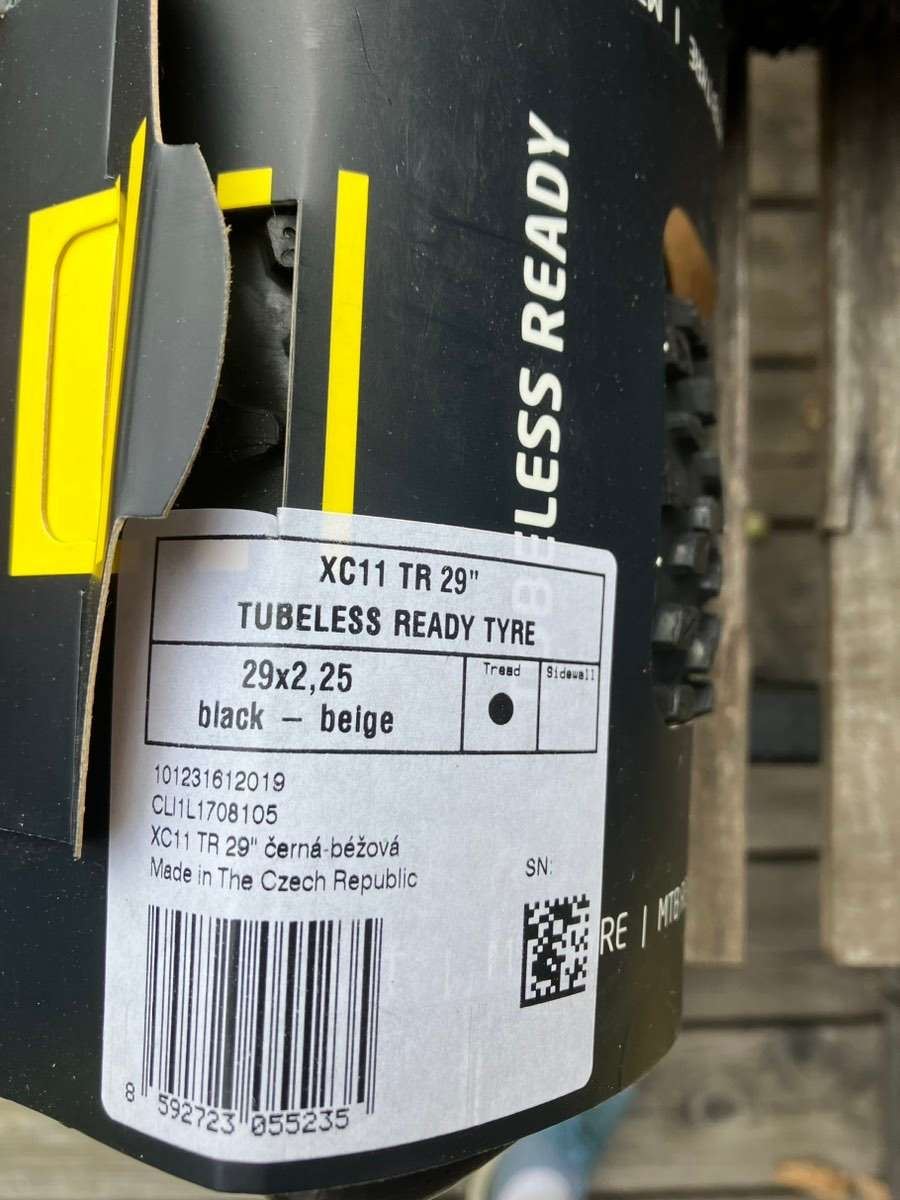 TUBELESS READY
XC11 TR 29"
TUBELESS READY TYRE
29x2,25
black – beige
Tread
Sidewall
101231612019
CLI1L1708105
XC11 TR 29" černá-béžová
Made in The Czech Republic
SN:
RE | MTB
8 592723 055235